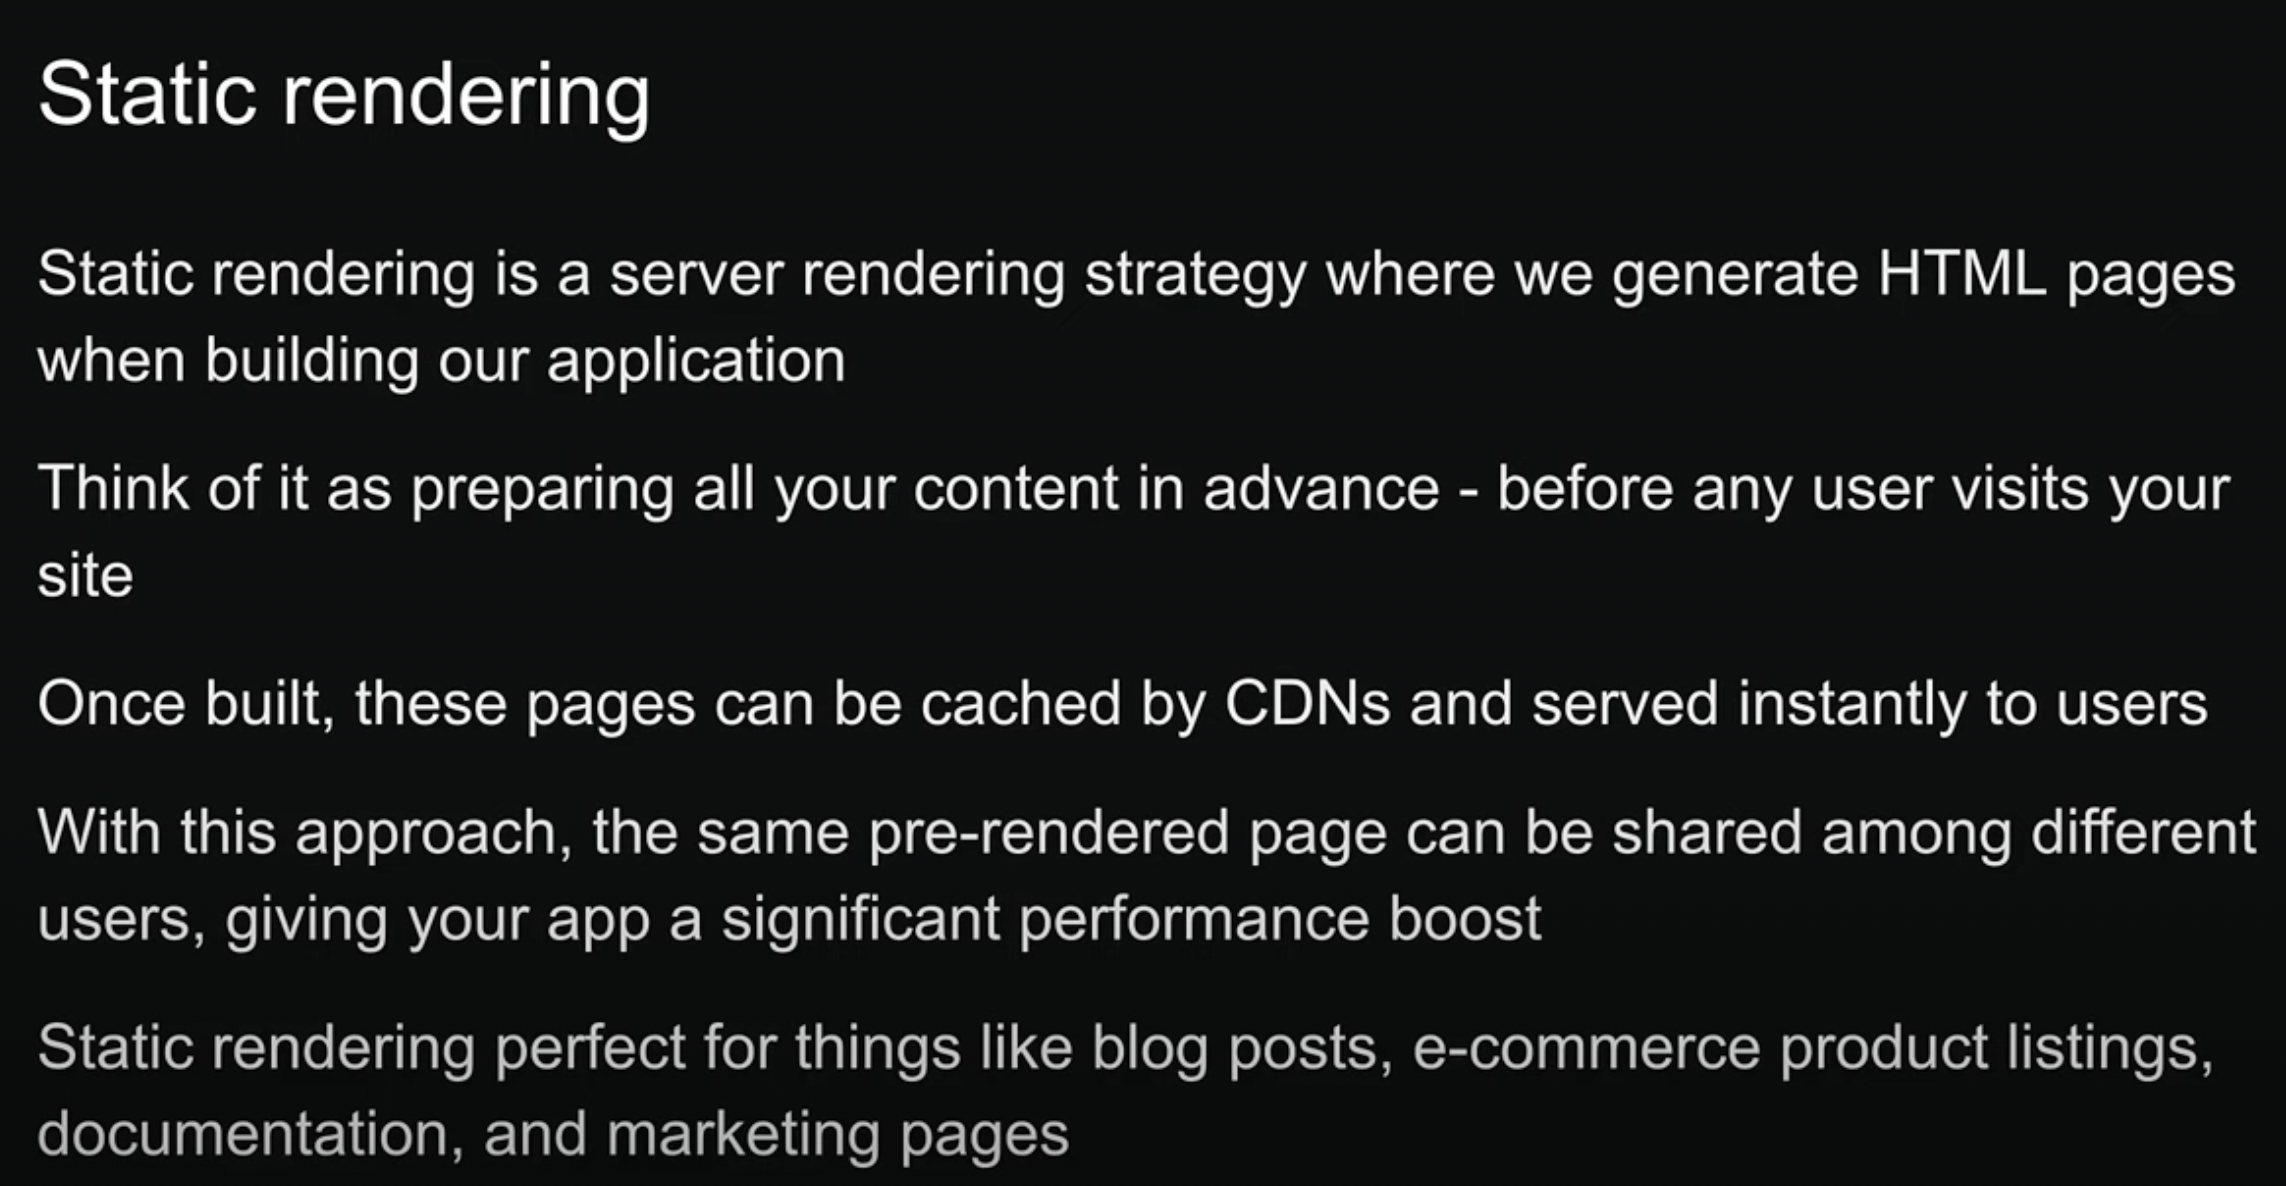 Static rendering
Static rendering is a server rendering strategy where we generate HTML pages
when building our application
Think of it as preparing all your content in advance - before any user visits your
site
Once built, these pages can be cached by CDNs and served instantly to users
With this approach, the same pre-rendered page can be shared among different
users, giving your app a significant performance boost
Static rendering perfect for things like blog posts, e-commerce product listings,
documentation, and marketing pages